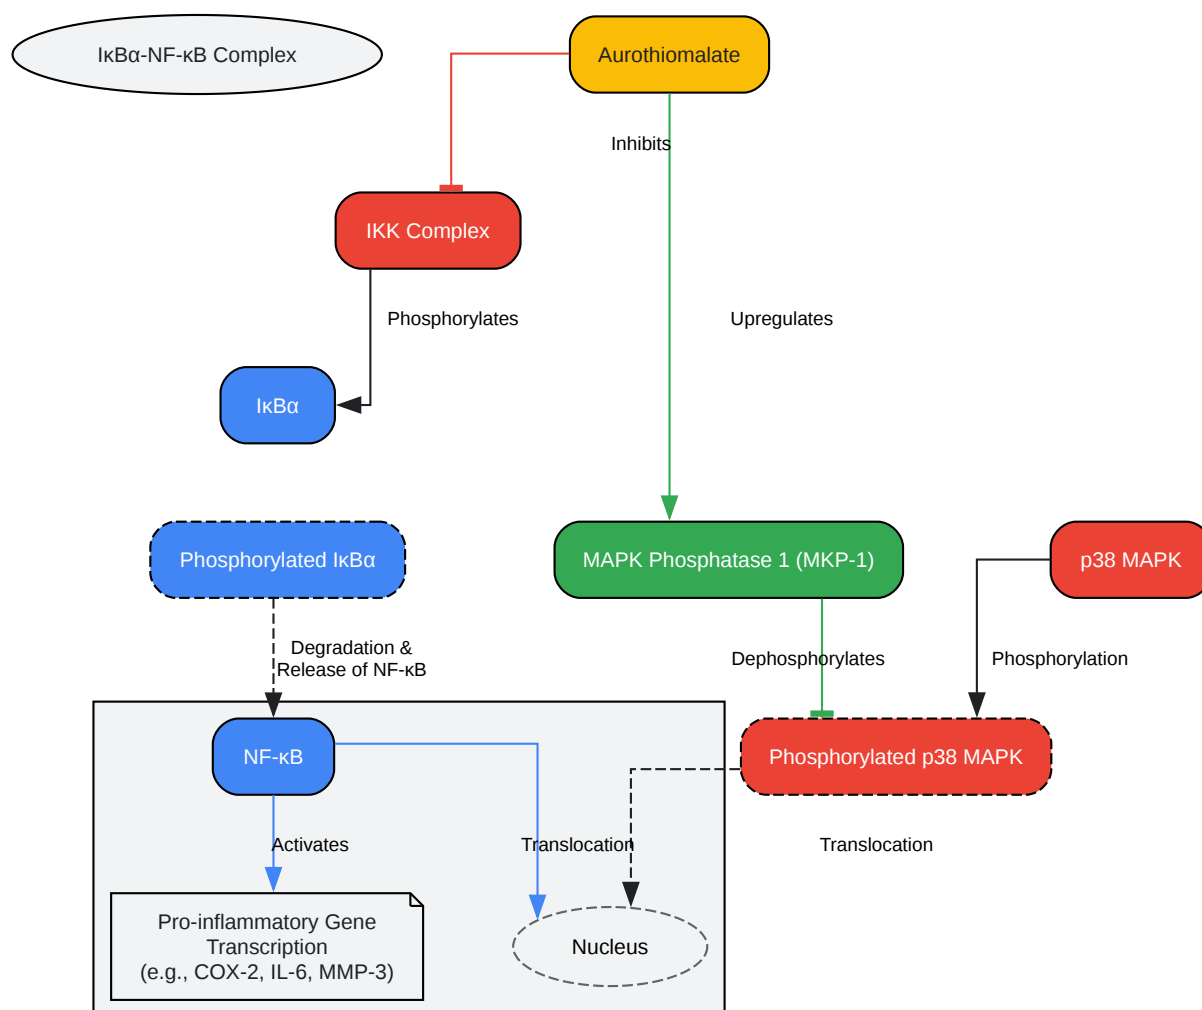 IκBα-NF-κB Complex
Aurothiomalate
Inhibits
IKK Complex
Phosphorylates
Upregulates
IκBα
Phosphorylated IκBα
MAPK Phosphatase 1 (MKP-1)
p38 MAPK
Degradation &
Release of NF-κB
Dephosphorylates
Phosphorylation
NF-κB
Phosphorylated p38 MAPK
Activates
Translocation
Translocation
Pro-inflammatory Gene
Transcription
(e.g., COX-2, IL-6, MMP-3)
Nucleus